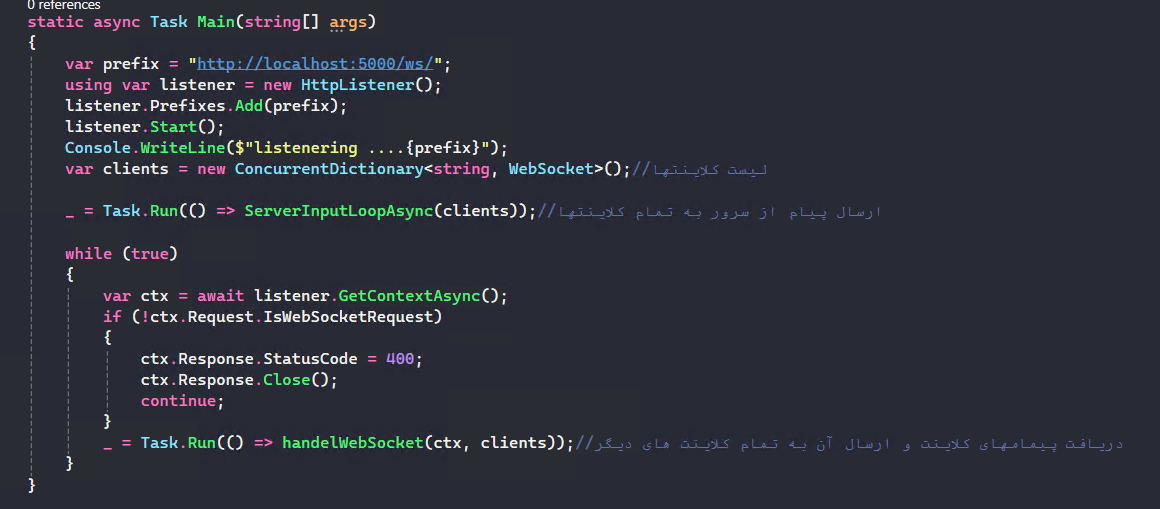 0 references
static async Task Main(string[] args)
{
var prefix = "http://localhost:5000/ws/";
using var listener = new HttpListener();
listener.Prefixes.Add(prefix);
listener.Start();
Console.WriteLine($"listenering ....{prefix}");
var clients = new ConcurrentDictionary<string, WebSocket>();//لیست کلاینتها
_ = Task.Run(() => ServerInputLoopAsync(clients));//ارسال پیام از سرور به تمام کلاینتها
while (true)
{
var ctx = await listener.GetContextAsync();
if (!ctx.Request.IsWebSocketRequest)
{
ctx.Response.StatusCode = 400;
ctx.Response.Close();
continue;
}
_ = Task.Run(() => handelWebSocket(ctx, clients));//دریافت پیمامهای کلاینت و ارسال آن به تمام کلاینت های دیگر
}
}